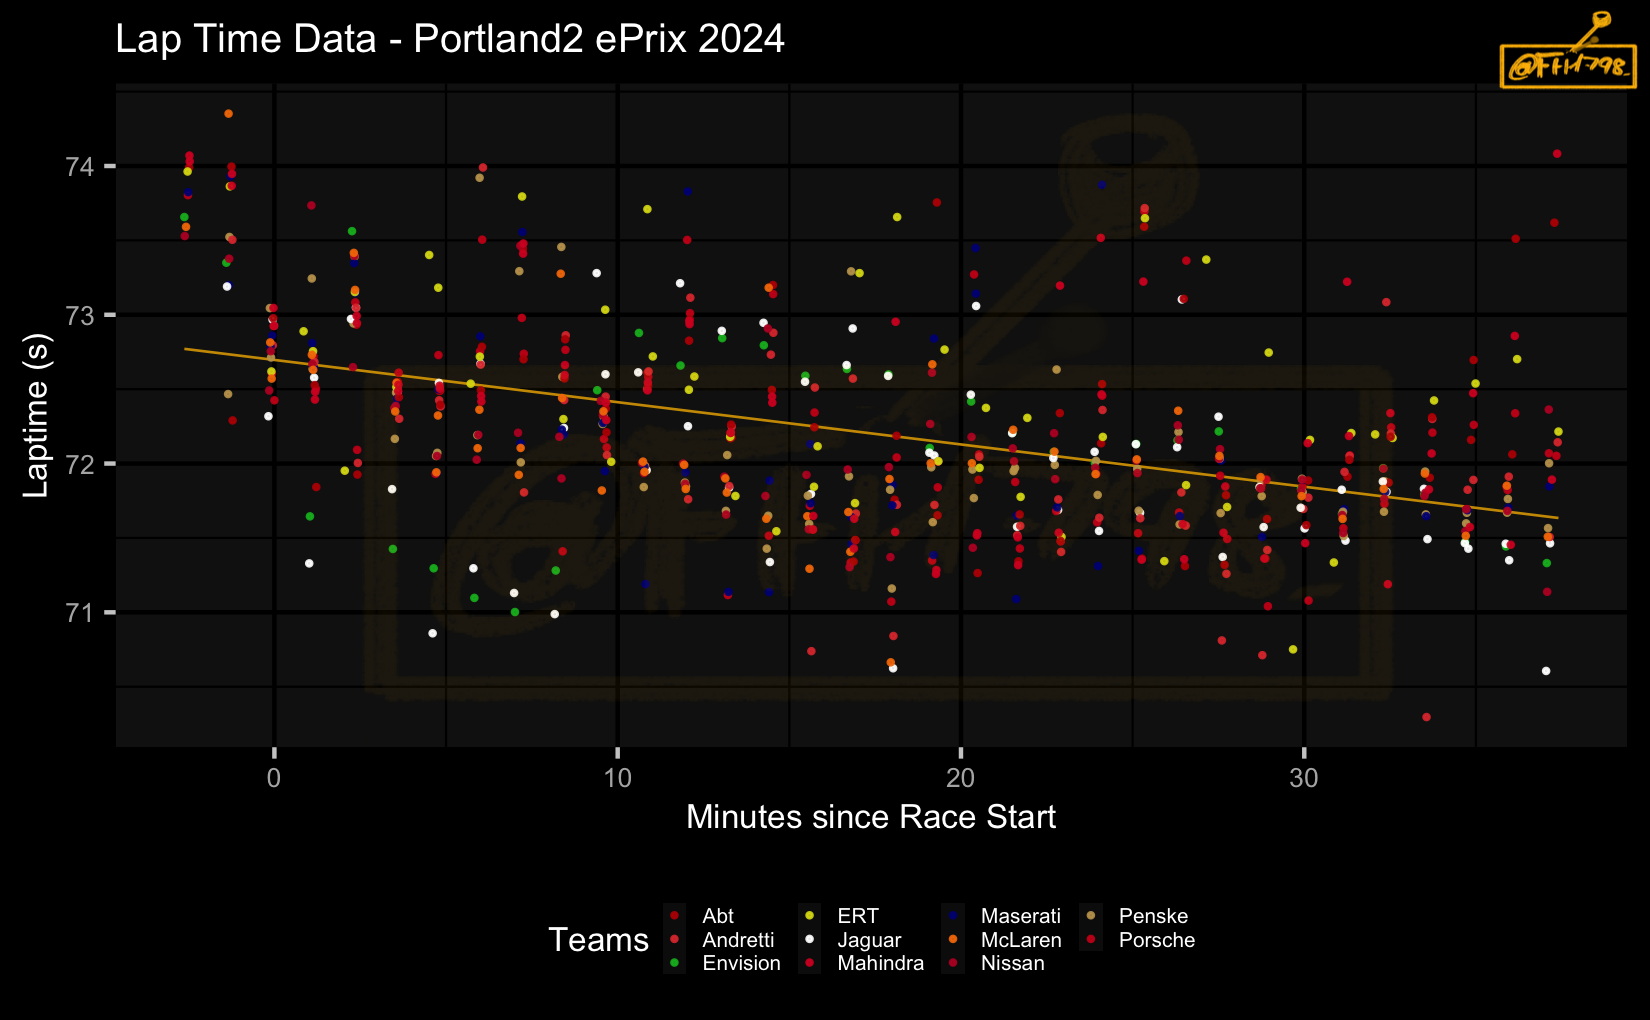 Lap Time Data - Portland2 ePrix 2024
@FFM798_
74
73
72
71
Laptime (s)
0 10 20 30
Minutes since Race Start
Teams
Abt ERT Maserati Penske
Andretti Jaguar McLaren Porsche
Envision Mahindra Nissan